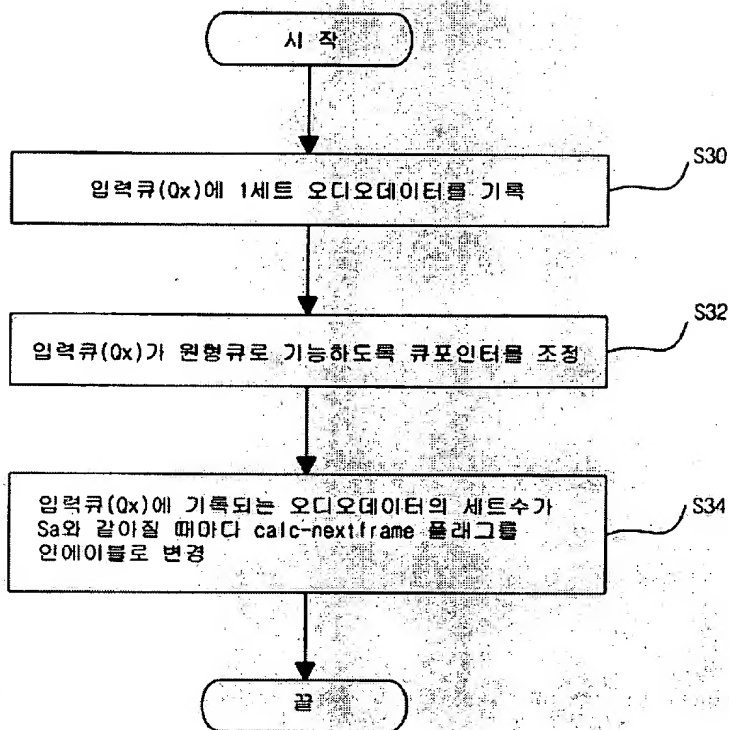 시 작
입력큐(Qx)에 1세트 오디오데이터를 기록
S30
입력큐(Qx)가 원형큐로 기능하도록 큐포인터를 조정
S32
입력큐(Qx)에 기록되는 오디오데이터의 세트수가
Sa와 같아질 때마다 calc-nextframe 플래그를
인에이블로 변경
S34
끝